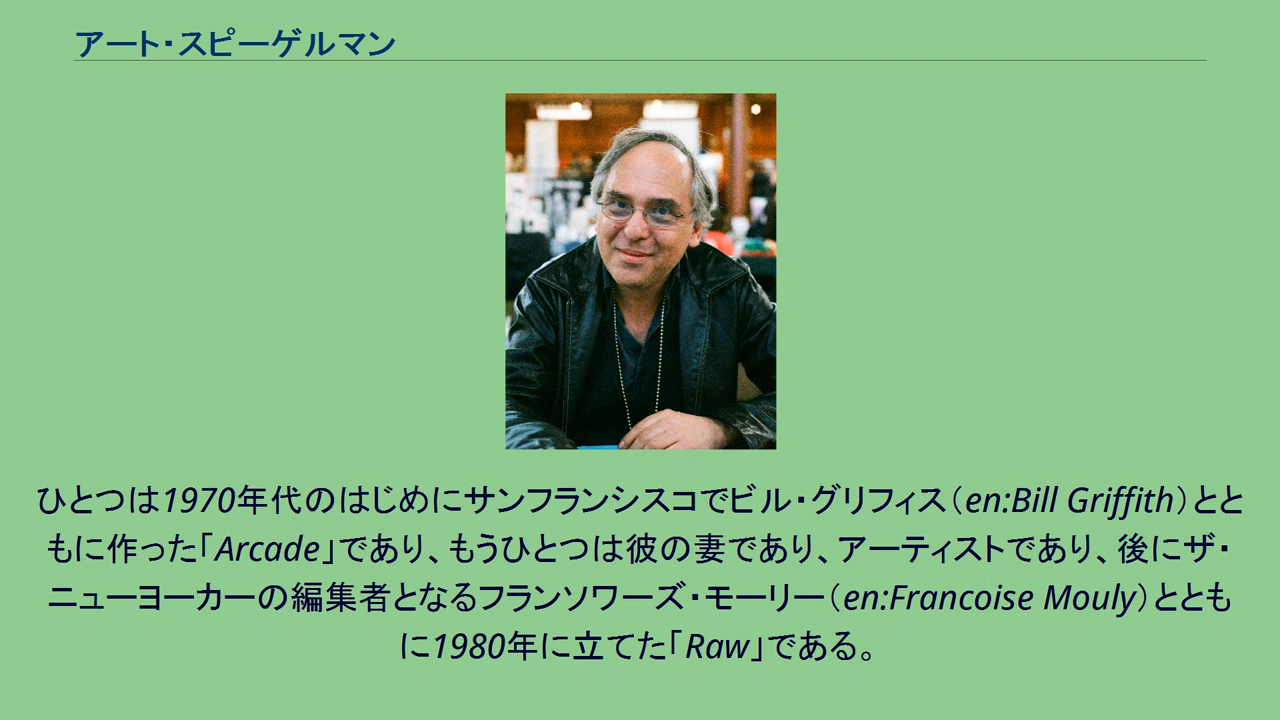 アート・スピーゲルマン
ひとつは1970年代のはじめにサンフランシスコでビル・グリフィス（en:Bill Griffith）とと
もに作った「Arcade」であり、もうひとつは彼の妻であり、アーティストであり、後にザ・
ニューヨーカーの編集者となるフランソワーズ・モーリー（en:Francoise Mouly）ととも
に1980年に立てた「Raw」である。